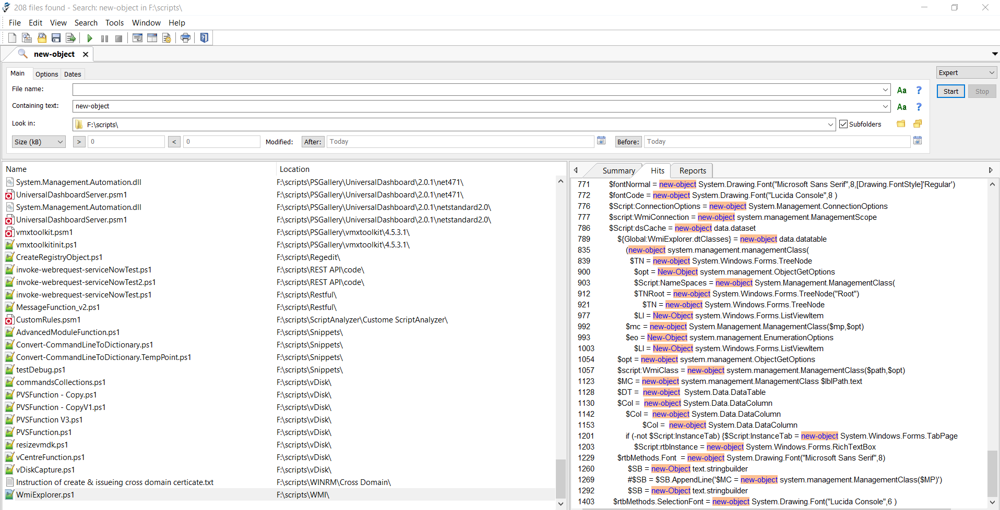 208 files found - Search: new-object in F:\scripts\
File Edit View Search Tools Window Help
new-object
Main Options Dates
Expert
File name:
Aa ?
Start Stop
Containing text: new-object
Aa ?
Look in: F:\scripts\ Subfolders
Size (kB) > 0 < 0 Modified: After: Today Before: Today
Name Location
System.Management.Automation.dll F:\scripts\PSGallery\UniversalDashboard\2.0.1\net471\
UniversalDashboardServer.psm1 F:\scripts\PSGallery\UniversalDashboard\2.0.1\net471\
System.Management.Automation.dll F:\scripts\PSGallery\UniversalDashboard\2.0.1\netstandard2.0\
UniversalDashboardServer.psm1 F:\scripts\PSGallery\UniversalDashboard\2.0.1\netstandard2.0\
vmxtoolkit.psm1 F:\scripts\PSGallery\vmxtoolkit\4.5.3.1\
vmxtoolkitinit.ps1 F:\scripts\PSGallery\vmxtoolkit\4.5.3.1\
CreateRegistryObject.ps1 F:\scripts\Regedit\
invoke-webrequest-serviceNowTest.ps1 F:\scripts\REST API\code\
invoke-webrequest-serviceNowTest2.ps1 F:\scripts\REST API\code\
invoke-webrequest-serviceNowTest.ps1 F:\scripts\Restful\
MessageFunction_v2.ps1 F:\scripts\Restful\
CustomRules.psm1 F:\scripts\ScriptAnalyzer\Custome ScriptAnalyzer\
AdvancedModuleFunction.ps1 F:\scripts\Snippets\
Convert-CommandLineToDictionary.ps1 F:\scripts\Snippets\
Convert-CommandLineToDictionary.TempPoint.ps1 F:\scripts\Snippets\
testDebug.ps1 F:\scripts\Snippets\
commandsCollections.ps1 F:\scripts\vDisk\
PVSFunction - Copy.ps1 F:\scripts\vDisk\
PVSFunction - CopyV1.ps1 F:\scripts\vDisk\
PVSFunction V3.ps1 F:\scripts\vDisk\
PVSFunction.ps1 F:\scripts\vDisk\
resizevmdk.ps1 F:\scripts\vDisk\
vCentreFunction.ps1 F:\scripts\vDisk\
vDiskCapture.ps1 F:\scripts\vDisk\
Instruction of create & issueing cross domain certicate.txt F:\scripts\WINRM\Cross Domain\
WmiExplorer.ps1 F:\scripts\WMI\
Summary Hits Reports
771 $fontNormal = new-object System.Drawing.Font("Microsoft Sans Serif",8,[Drawing.FontStyle]'Regular')
772 $fontCode = new-object System.Drawing.Font("Lucida Console",8 )
776 $Script:ConnectionOptions = new-object System.Management.ConnectionOptions
777 $script:WmiConnection = new-object system.management.ManagementScope
786 $Script:dsCache = new-object data.dataset
789 ${Global:WmiExplorer.dtClasses} = new-object data.datatable
835 (new-object system.management.managementClass(
839 $TN = new-object System.Windows.Forms.TreeNode
900 $opt = New-Object system.management.ObjectGetOptions
903 $Script:NameSpaces = new-object System.Management.ManagementClass(
912 $TNRoot = new-object System.Windows.Forms.TreeNode("Root")
921 $TN = new-object System.Windows.Forms.TreeNode
977 $LI = New-Object system.Windows.Forms.ListViewItem
992 $mc = new-object System.Management.ManagementClass($mp,$opt)
993 $eo = New-Object system.management.EnumerationOptions
1003 $LI = New-Object system.Windows.Forms.ListViewItem
1054 $opt = new-object system.management.ObjectGetOptions
1057 $script:WmiClass = new-object system.management.ManagementClass($path,$opt)
1123 $MC = new-object system.management.ManagementClass $lblPath.text
1128 $DT =  new-object  System.Data.DataTable
1130 $Col =  new-object System.Data.DataColumn
1142 $Col =  new-object System.Data.DataColumn
1153 $Col =  new-object System.Data.DataColumn
1201 if (-not $Script:InstanceTab) {$Script:InstanceTab = new-object System.Windows.Forms.TabPage
1203 $Script:rtbInstance = new-object System.Windows.Forms.RichTextBox
1229 $rtbMethods.Font  = new-object System.Drawing.Font("Microsoft Sans Serif",8)
1260 $SB = new-Object text.stringbuilder
1269 #$SB = $SB.AppendLine('$MC = new-object system.management.ManagementClass($MP)')
1292 $SB = new-Object text.stringbuilder
1403 $rtbMethods.SelectionFont = new-object System.Drawing.Font("Lucida Console",6 )